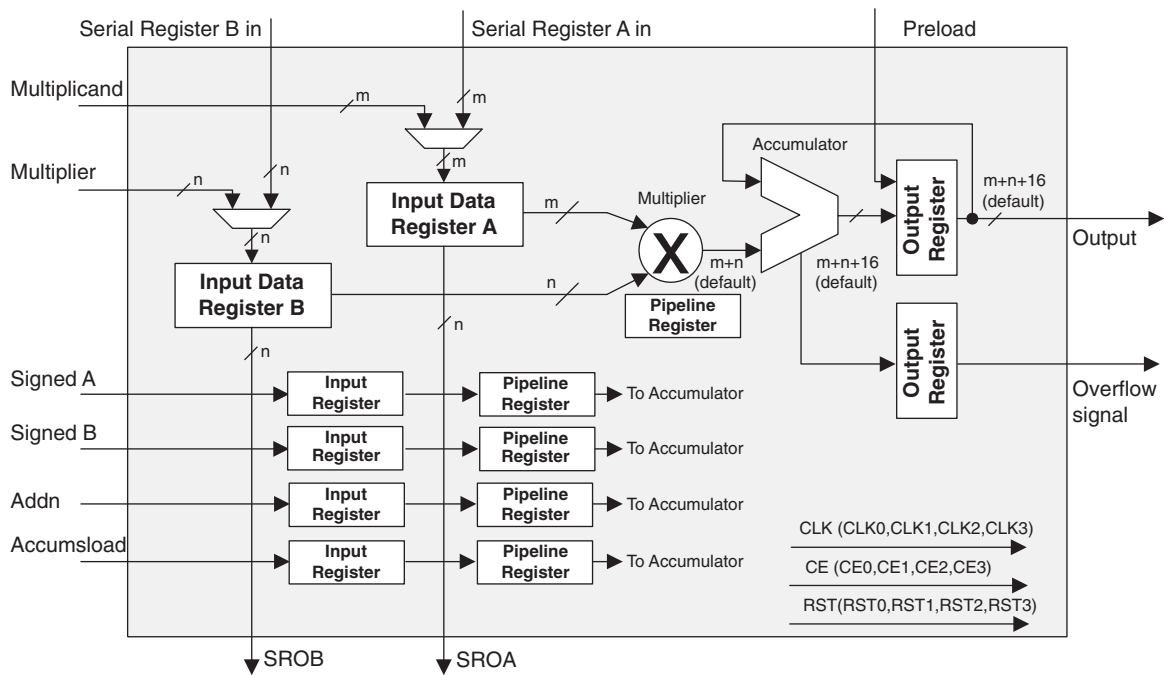 Serial Register B in
Serial Register A in
Preload
Multiplicand
m
m
Multiplier
n
n
m
n
Input Data
Register A
Input Data
Register B
m
n
n
n
Multiplier
X
m+n
(default)
Pipeline
Register
Accumulator
m+n+16
(default)
Output
Register
m+n+16
(default)
Output
Output
Register
Overflow
signal
Signed A
Input
Register
Pipeline
Register
To Accumulator
Signed B
Input
Register
Pipeline
Register
To Accumulator
Addn
Input
Register
Pipeline
Register
To Accumulator
Accumsload
Input
Register
Pipeline
Register
To Accumulator
CLK (CLK0,CLK1,CLK2,CLK3)
CE (CE0,CE1,CE2,CE3)
RST(RST0,RST1,RST2,RST3)
SROB
SROA